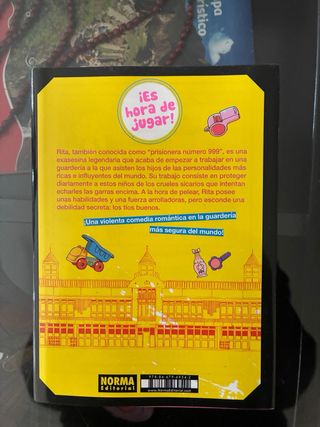 ¡Es
hora de
jugar!
Rita, también conocida como “prisionera número 999”, es una
exasesina legendaria que acaba de empezar a trabajar en una
guardería a la que asisten los hijos de las personalidades más
ricas e influyentes del mundo. Su trabajo consiste en proteger
diariamente a estos niños de los crueles sicarios que intentan
echarles las garras encima. A la hora de pelear, Rita posee
unas habilidades y una fuerza arrolladoras, pero esconde una
debilidad secreta: los tíos buenos.
¡Una violenta comedia romántica en la guardería
más segura del mundo!
NORMA
Editorial
www.NormaEditorial.com